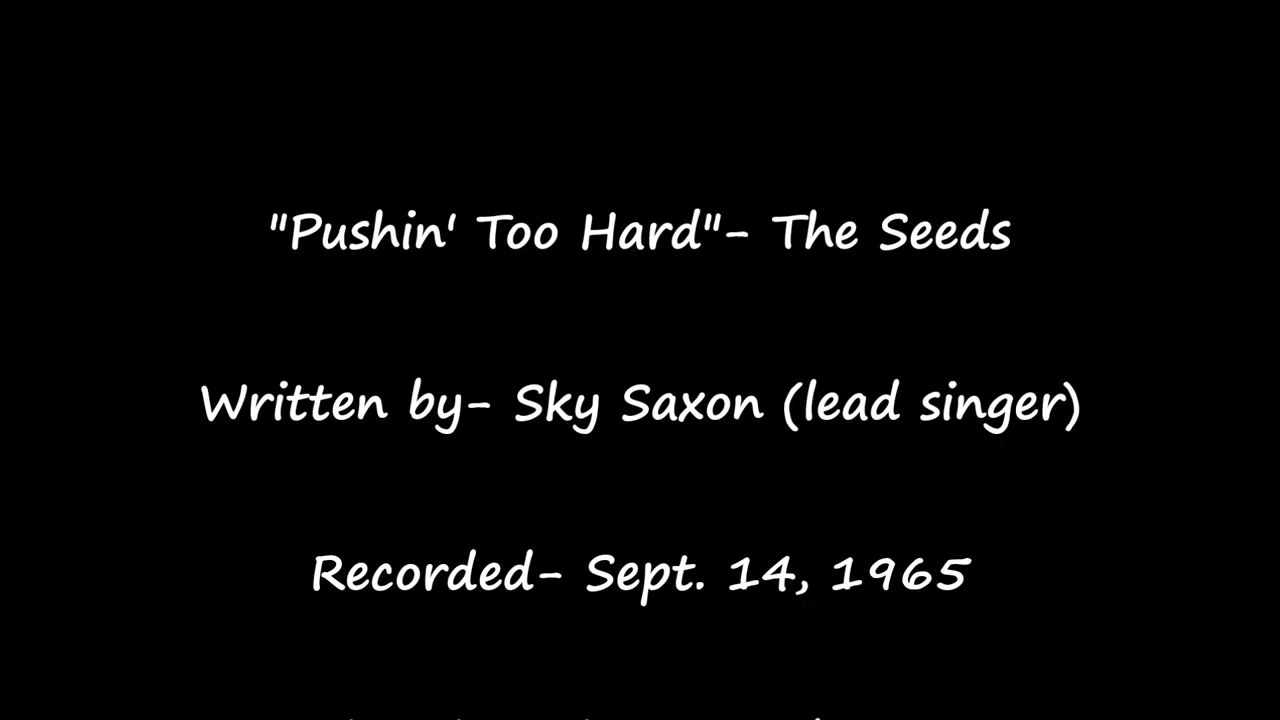 "Pushin' Too Hard"- The Seeds
Written by- Sky Saxon (lead singer)
Recorded- Sept. 14, 1965